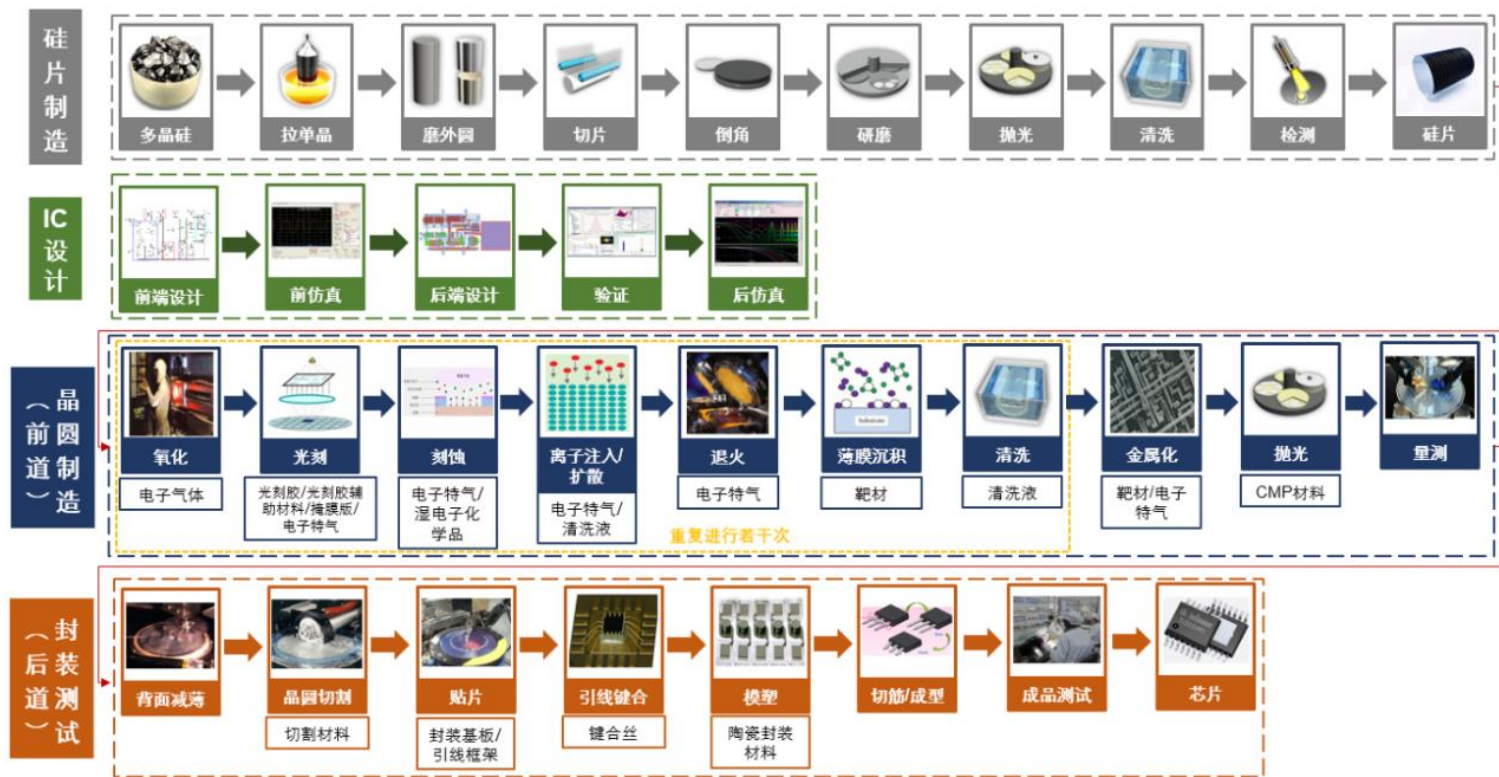 硅片制造
多晶硅
拉单晶
磨外圆
切片
倒角
研磨
抛光
清洗
检测
硅片
IC设计
前端设计
前仿真
后端设计
验证
后仿真
晶圆制造
（前道）
氧化
光刻
刻蚀
离子注入/
扩散
退火
薄膜沉积
清洗
金属化
抛光
量测
电子气体
光刻胶/光刻胶辅
助材料/掩膜版/
电子特气
电子特气/
湿电子化
学品
电子特气/
清洗液
电子特气
靶材
清洗液
靶材/电子
特气
CMP材料
Substrate
重复进行若干次
封装测试
（后道）
背面减薄
晶圆切割
贴片
引线键合
模塑
切筋/成型
成品测试
芯片
切割材料
封装基板/
引线框架
键合丝
陶瓷封装
材料